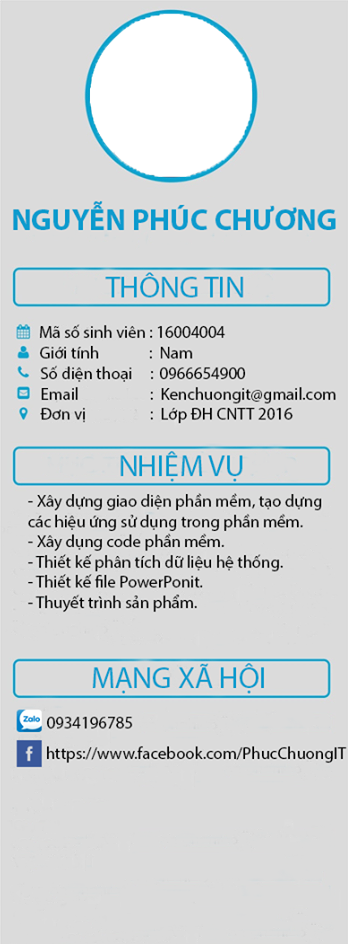 NGUYỄN PHÚC CHƯƠNG
THÔNG TIN
Mã số sinh viên : 16004004
Giới tính : Nam
Số diện thoại : 0966654900
Email : Kenchuongit@gmail.com
Đơn vị : Lớp ĐH CNTT 2016
NHIỆM VỤ
- Xây dựng giao diện phần mềm, tạo dựng
các hiệu ứng sử dụng trong phần mềm.
- Xây dụng code phần mềm.
- Thiết kế phân tích dữ liệu hệ thống.
- Thiết kế file PowerPonit.
- Thuyết trình sản phẩm.
MẠNG XÃ HỘI
Zalo 0934196785
f https://www.facebook.com/PhucChuongIT